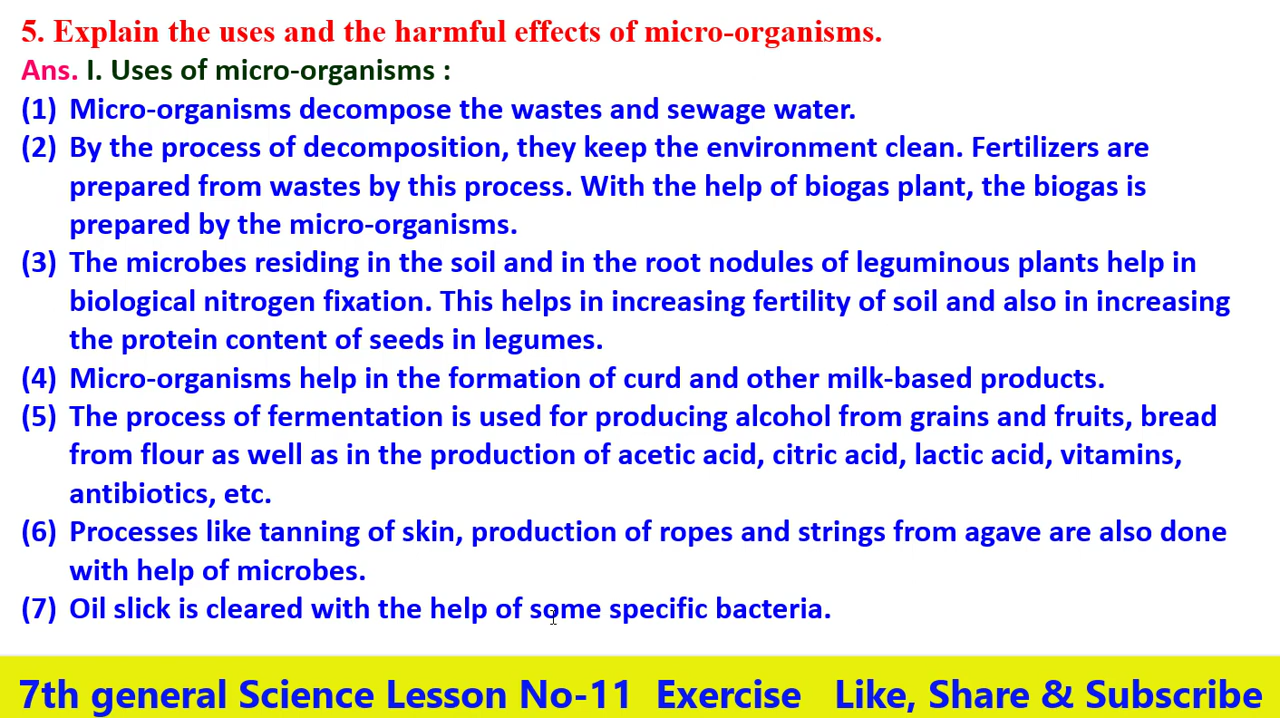 5. Explain the uses and the harmful effects of micro-organisms.
Ans. I. Uses of micro-organisms :
(1) Micro-organisms decompose the wastes and sewage water.
(2) By the process of decomposition, they keep the environment clean. Fertilizers are
prepared from wastes by this process. With the help of biogas plant, the biogas is
prepared by the micro-organisms.
(3) The microbes residing in the soil and in the root nodules of leguminous plants help in
biological nitrogen fixation. This helps in increasing fertility of soil and also in increasing
the protein content of seeds in legumes.
(4) Micro-organisms help in the formation of curd and other milk-based products.
(5) The process of fermentation is used for producing alcohol from grains and fruits, bread
from flour as well as in the production of acetic acid, citric acid, lactic acid, vitamins,
antibiotics, etc.
(6) Processes like tanning of skin, production of ropes and strings from agave are also done
with help of microbes.
(7) Oil slick is cleared with the help of some specific bacteria.
7th general Science Lesson No-11 Exercise Like, Share & Subscribe